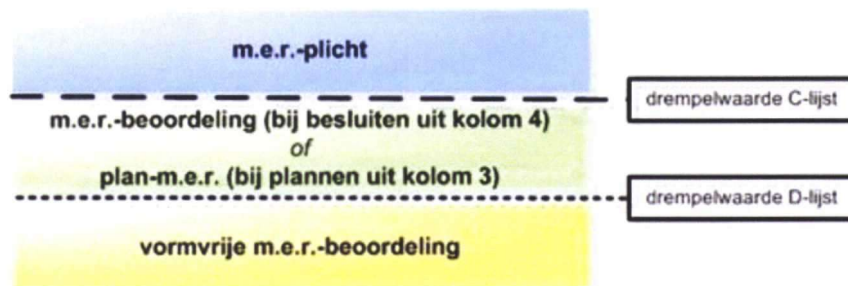 m.e.r.-plicht
drempelwaarde C-lijst
m.e.r.-beoordeling (bij besluiten uit kolom 4)
of
plan-m.e.r. (bij plannen uit kolom 3)
drempelwaarde D-lijst
vormvrije m.e.r.-beoordeling